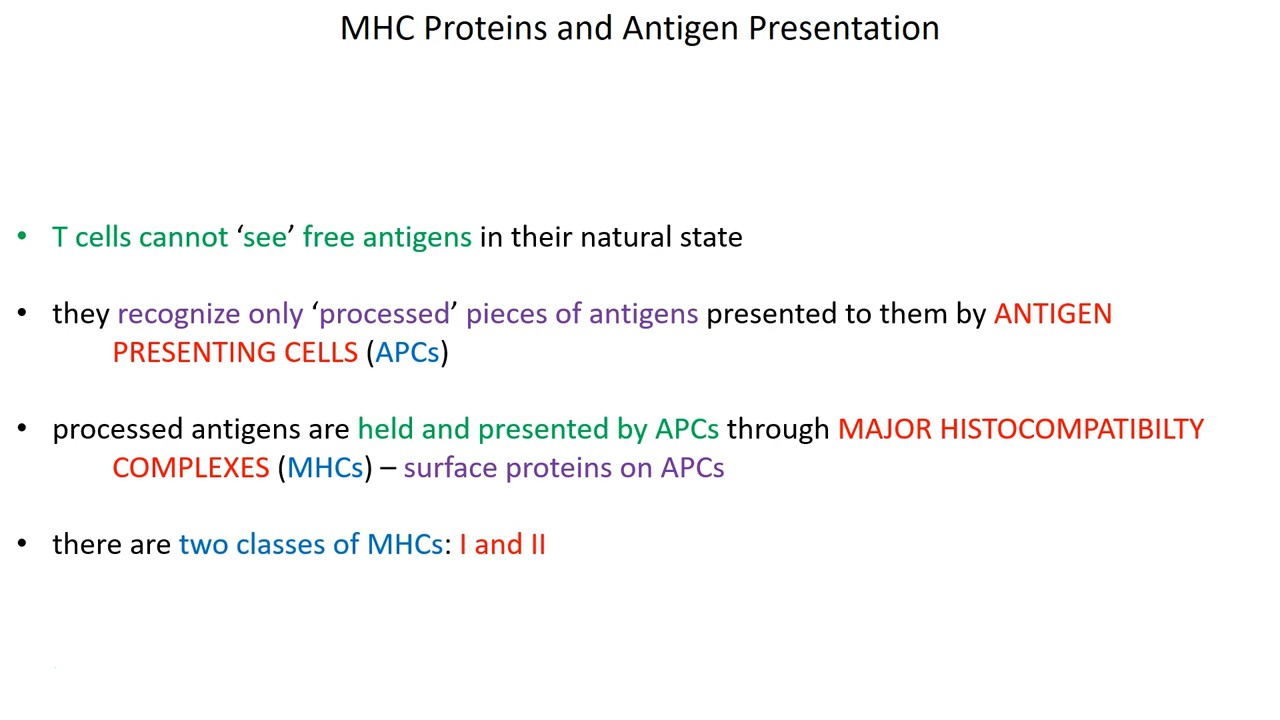 MHC Proteins and Antigen Presentation
• T cells cannot ‘see’ free antigens in their natural state
• they recognize only ‘processed’ pieces of antigens presented to them by ANTIGEN
PRESENTING CELLS (APCs)
• processed antigens are held and presented by APCs through MAJOR HISTOCOMPATIBILTY
COMPLEXES (MHCs) – surface proteins on APCs
• there are two classes of MHCs: I and II